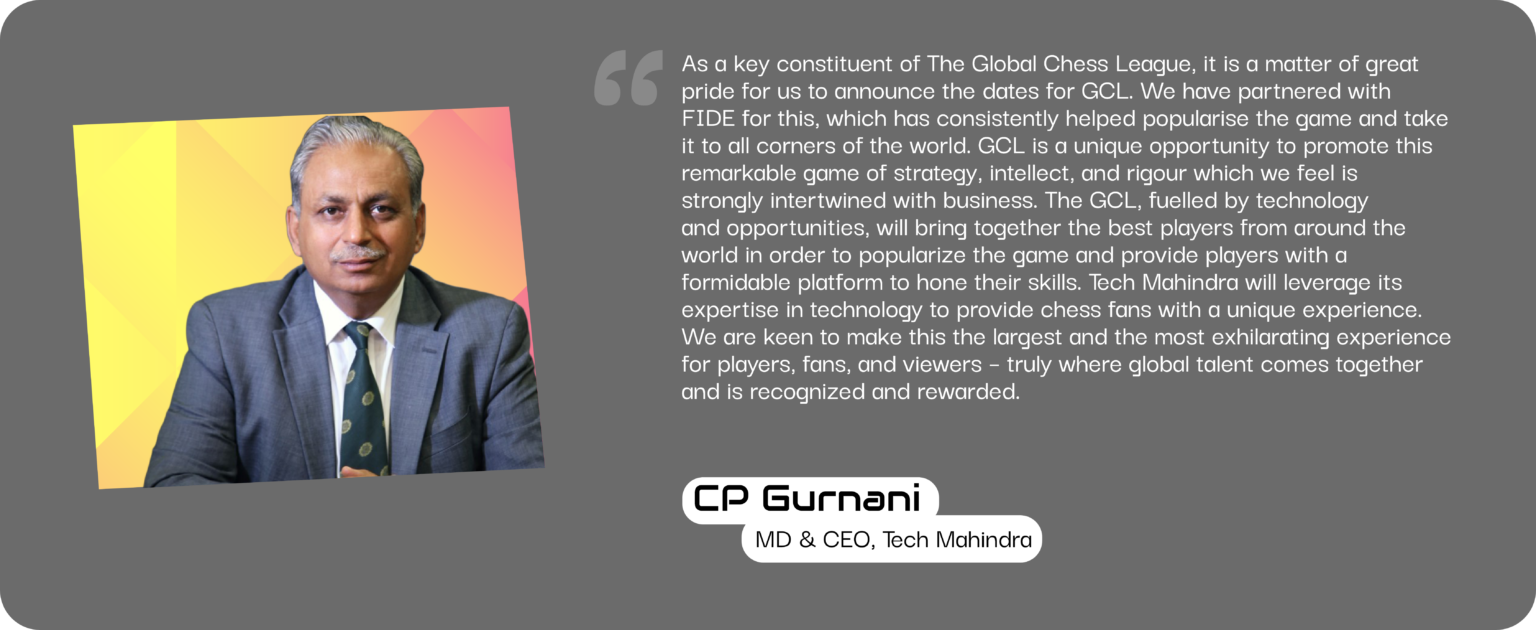 “
As a key constituent of The Global Chess League, it is a matter of great
pride for us to announce the dates for GCL. We have partnered with
FIDE for this, which has consistently helped popularise the game and take
it to all corners of the world. GCL is a unique opportunity to promote this
remarkable game of strategy, intellect, and rigour which we feel is
strongly intertwined with business. The GCL, fuelled by technology
and opportunities, will bring together the best players from around the
world in order to popularize the game and provide players with a
formidable platform to hone their skills. Tech Mahindra will leverage its
expertise in technology to provide chess fans with a unique experience.
We are keen to make this the largest and the most exhilarating experience
for players, fans, and viewers – truly where global talent comes together
and is recognized and rewarded.
CP Gurnani
MD & CEO, Tech Mahindra